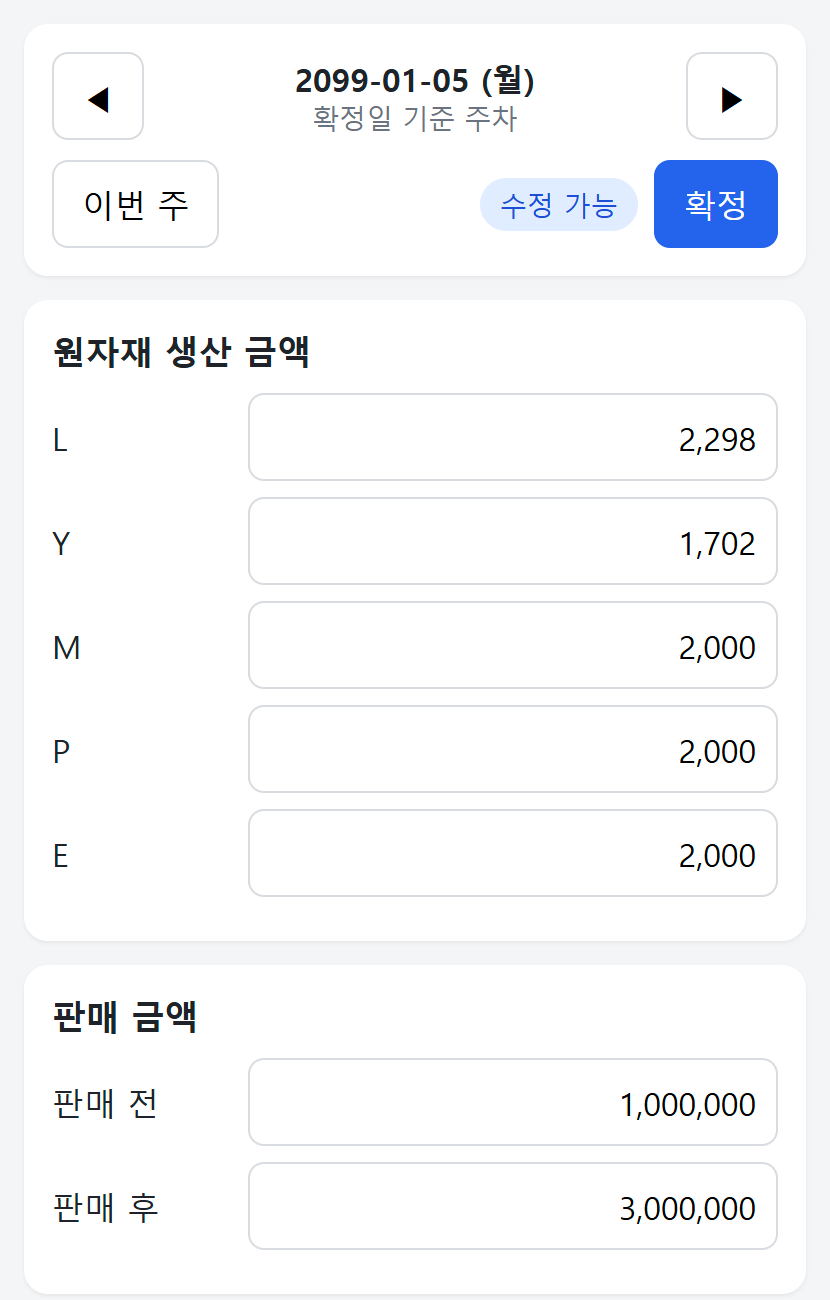 ◀
2099-01-05 (월)
확정일 기준 주차
▶
이번 주
수정 가능
확정
원자재 생산 금액
L 2,298
Y 1,702
M 2,000
P 2,000
E 2,000
판매 금액
판매 전 1,000,000
판매 후 3,000,000